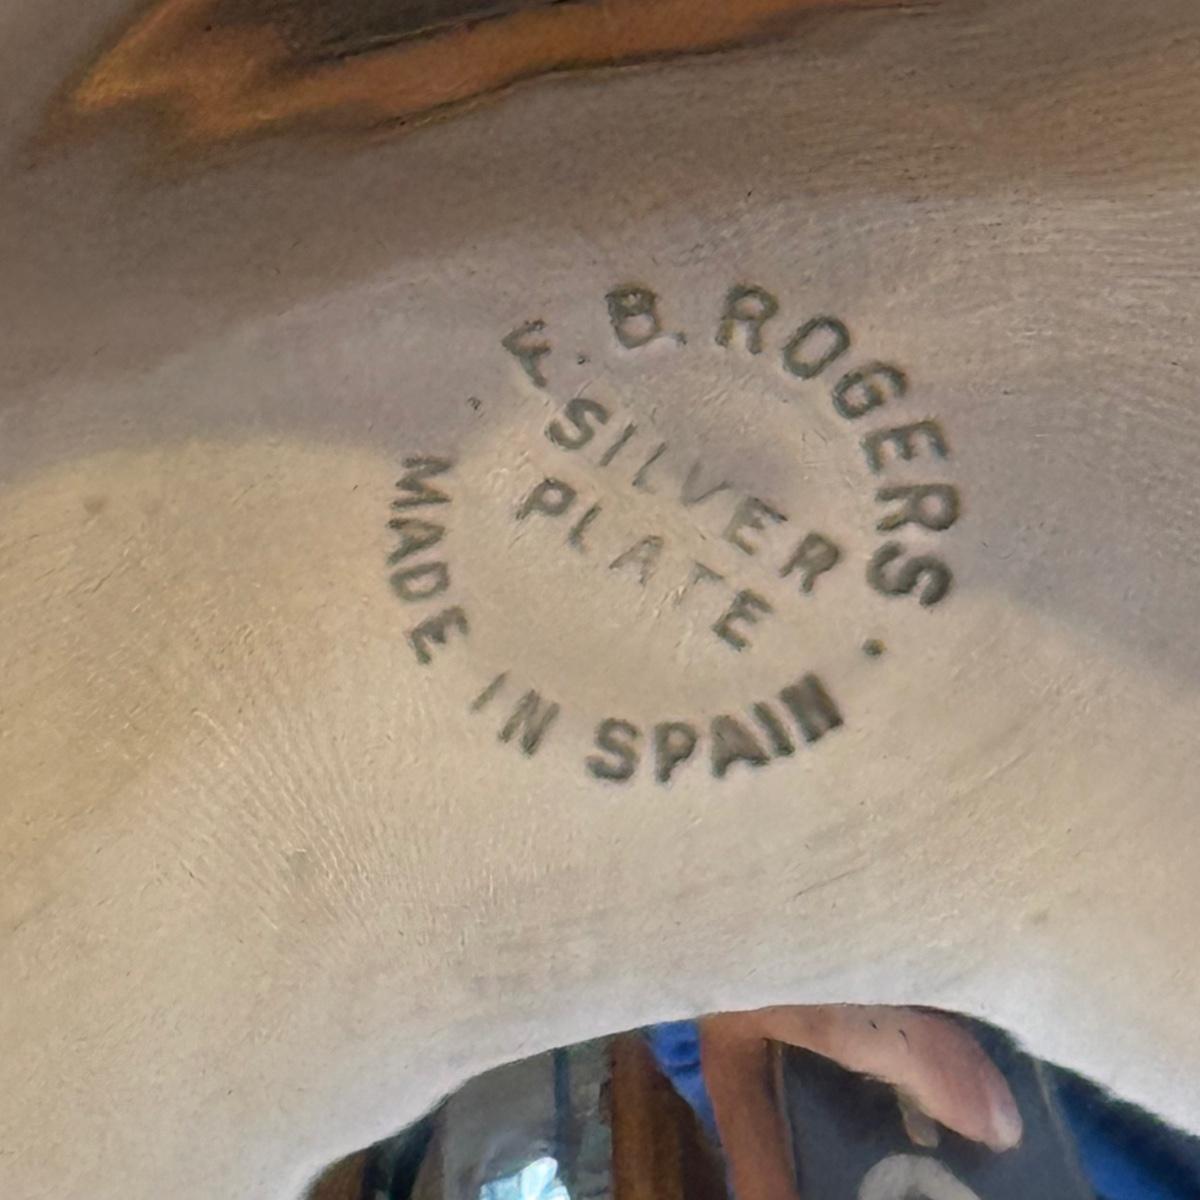 F. B. ROGERS
SILVER
PLATE
MADE IN SPAIN .